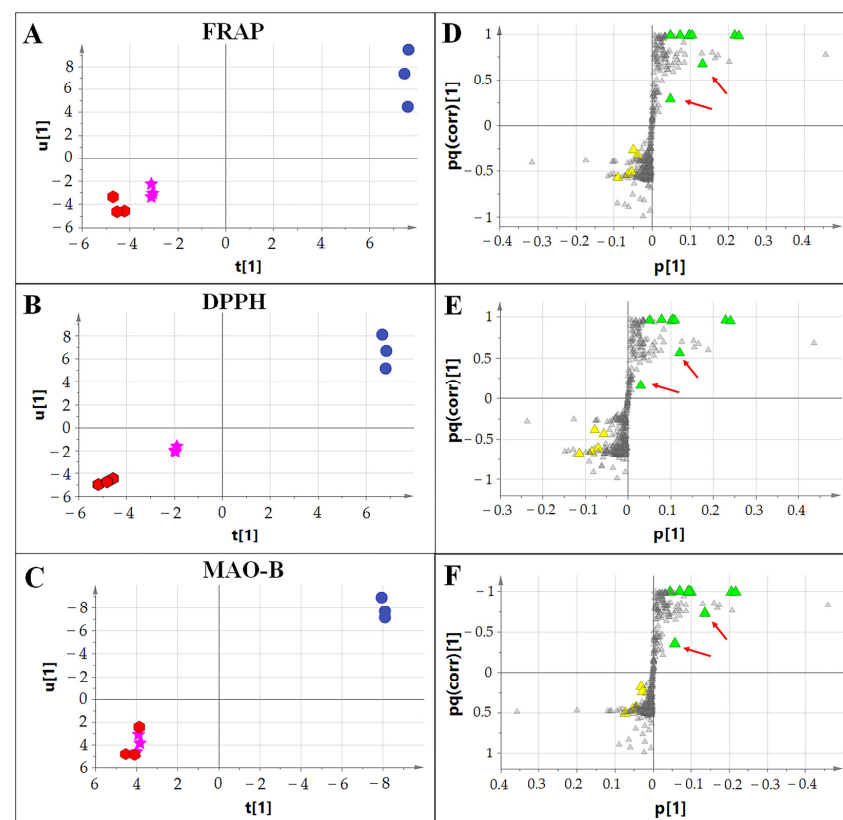 A FRAP
8
6
4
2
0
−2
−4
−6
u[1]
−6 −4 −2 0 2 4 6
t[1]
D
1
0.5
0
−0.5
−1
pq(corr)[1]
−0.4 −0.3 −0.2 −0.1 0 0.1 0.2 0.3 0.4
p[1]
B DPPH
8
6
4
2
0
−2
−4
−6
u[1]
−6 −4 −2 0 2 4 6
t[1]
E
1
0.5
0
−0.5
−1
pq(corr)[1]
−0.3 −0.2 0.1 0 0.1 0.2 0.3 0.4
p[1]
C MAO-B
−8
−6
−4
−2
0
2
4
6
u[1]
6 4 2 0 −2 −4 −6 −8
t[1]
F
−1
−0.5
0
0.5
1
pq(corr)[1]
0.4 0.3 0.2 0.1 0 −0.1 −0.2 −0.3 −0.4
p[1]